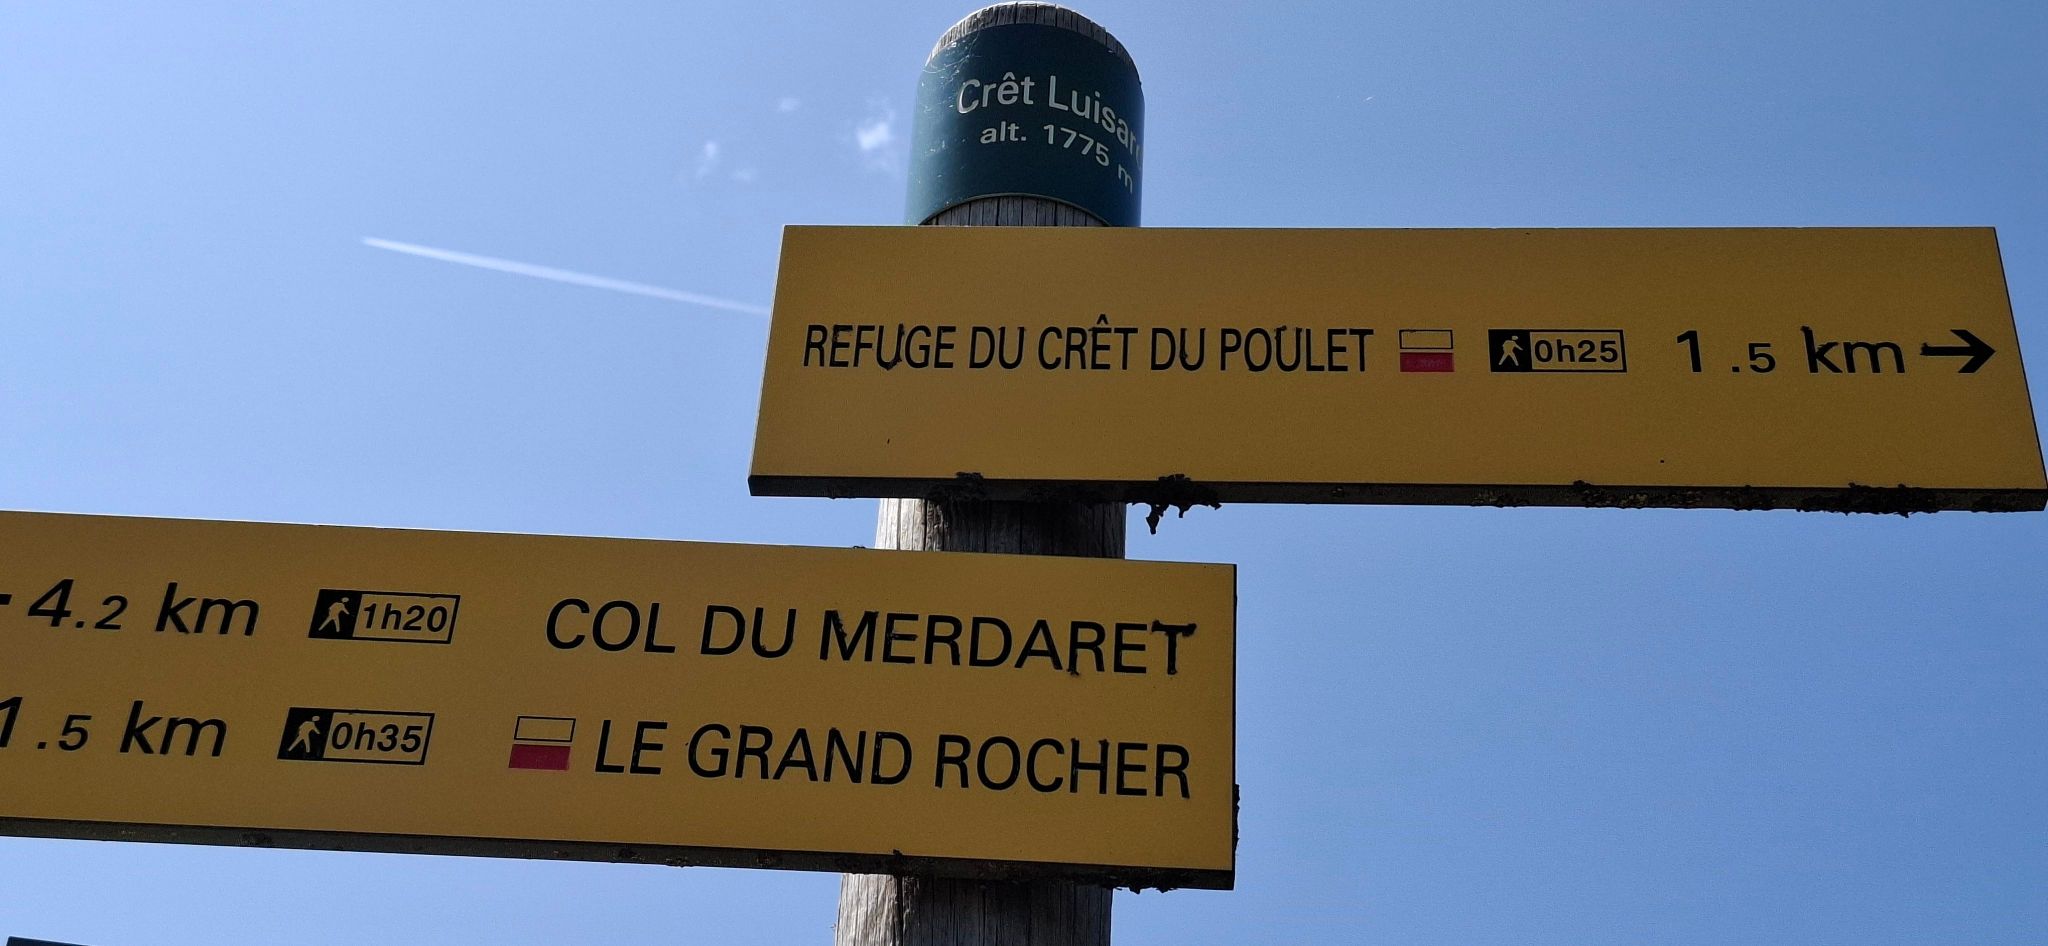 Crêt Luisard
alt. 1775 m
REFUGE DU CRÊT DU POULET 0h25 1.5 km
4.2 km 1h20 COL DU MERDARET
1.5 km 0h35 LE GRAND ROCHER